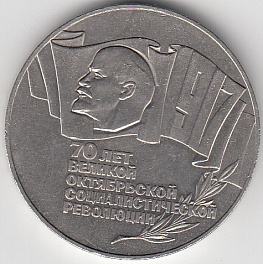 1917
70 ЛЕТ
ВЕЛИКОЙ
ОКТЯБРЬСКОЙ
СОЦИАЛИСТИЧЕСКОЙ
РЕВОЛЮЦИИ